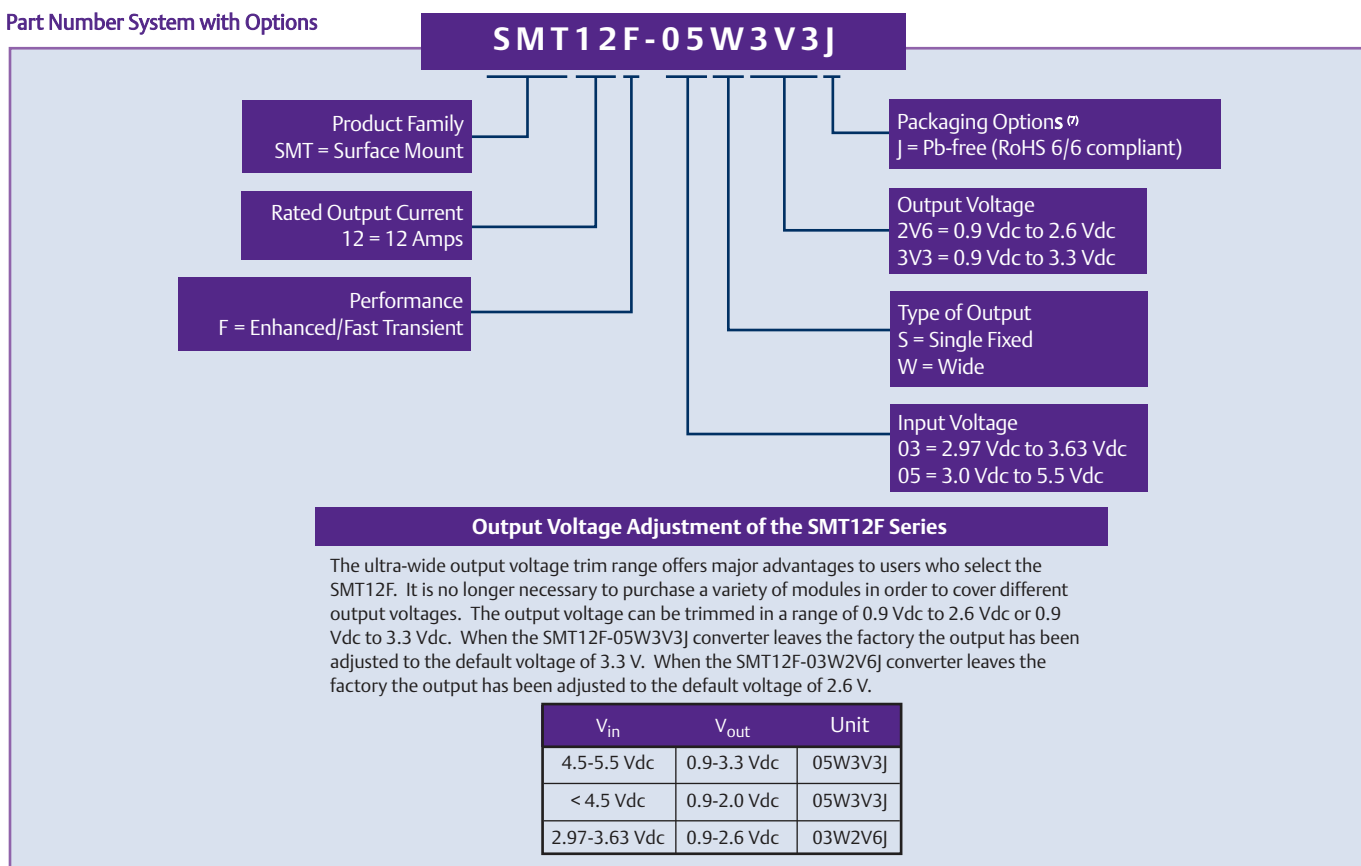 Part Number System with Options
SMT12F-05W3V3J
Product Family
SMT = Surface Mount
Rated Output Current
12 = 12 Amps
Performance
F = Enhanced/Fast Transient
Packaging Options (7)
J = Pb-free (RoHS 6/6 compliant)
Output Voltage
2V6 = 0.9 Vdc to 2.6 Vdc
3V3 = 0.9 Vdc to 3.3 Vdc
Type of Output
S = Single Fixed
W = Wide
Input Voltage
03 = 2.97 Vdc to 3.63 Vdc
05 = 3.0 Vdc to 5.5 Vdc
Output Voltage Adjustment of the SMT12F Series
The ultra-wide output voltage trim range offers major advantages to users who select the
SMT12F. It is no longer necessary to purchase a variety of modules in order to cover different
output voltages. The output voltage can be trimmed in a range of 0.9 Vdc to 2.6 Vdc or 0.9
Vdc to 3.3 Vdc. When the SMT12F-05W3V3J converter leaves the factory the output has been
adjusted to the default voltage of 3.3 V. When the SMT12F-03W2V6J converter leaves the
factory the output has been adjusted to the default voltage of 2.6 V.
Vin Vout Unit
4.5-5.5 Vdc 0.9-3.3 Vdc 05W3V3J
< 4.5 Vdc 0.9-2.0 Vdc 05W3V3J
2.97-3.63 Vdc 0.9-2.6 Vdc 03W2V6J